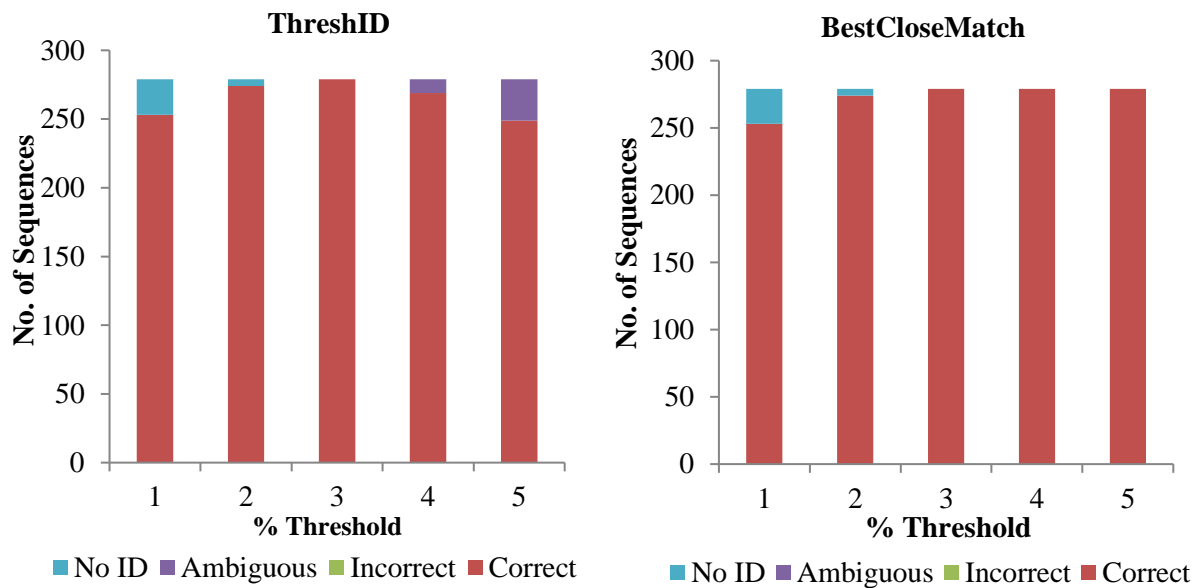 ThreshID
300
250
200
150
100
50
0
No. of Sequences
1 2 3 4 5
% Threshold
No ID Ambiguous Incorrect Correct
BestCloseMatch
300
250
200
150
100
50
0
No. of Sequences
1 2 3 4 5
% Threshold
No ID Ambiguous Incorrect Correct